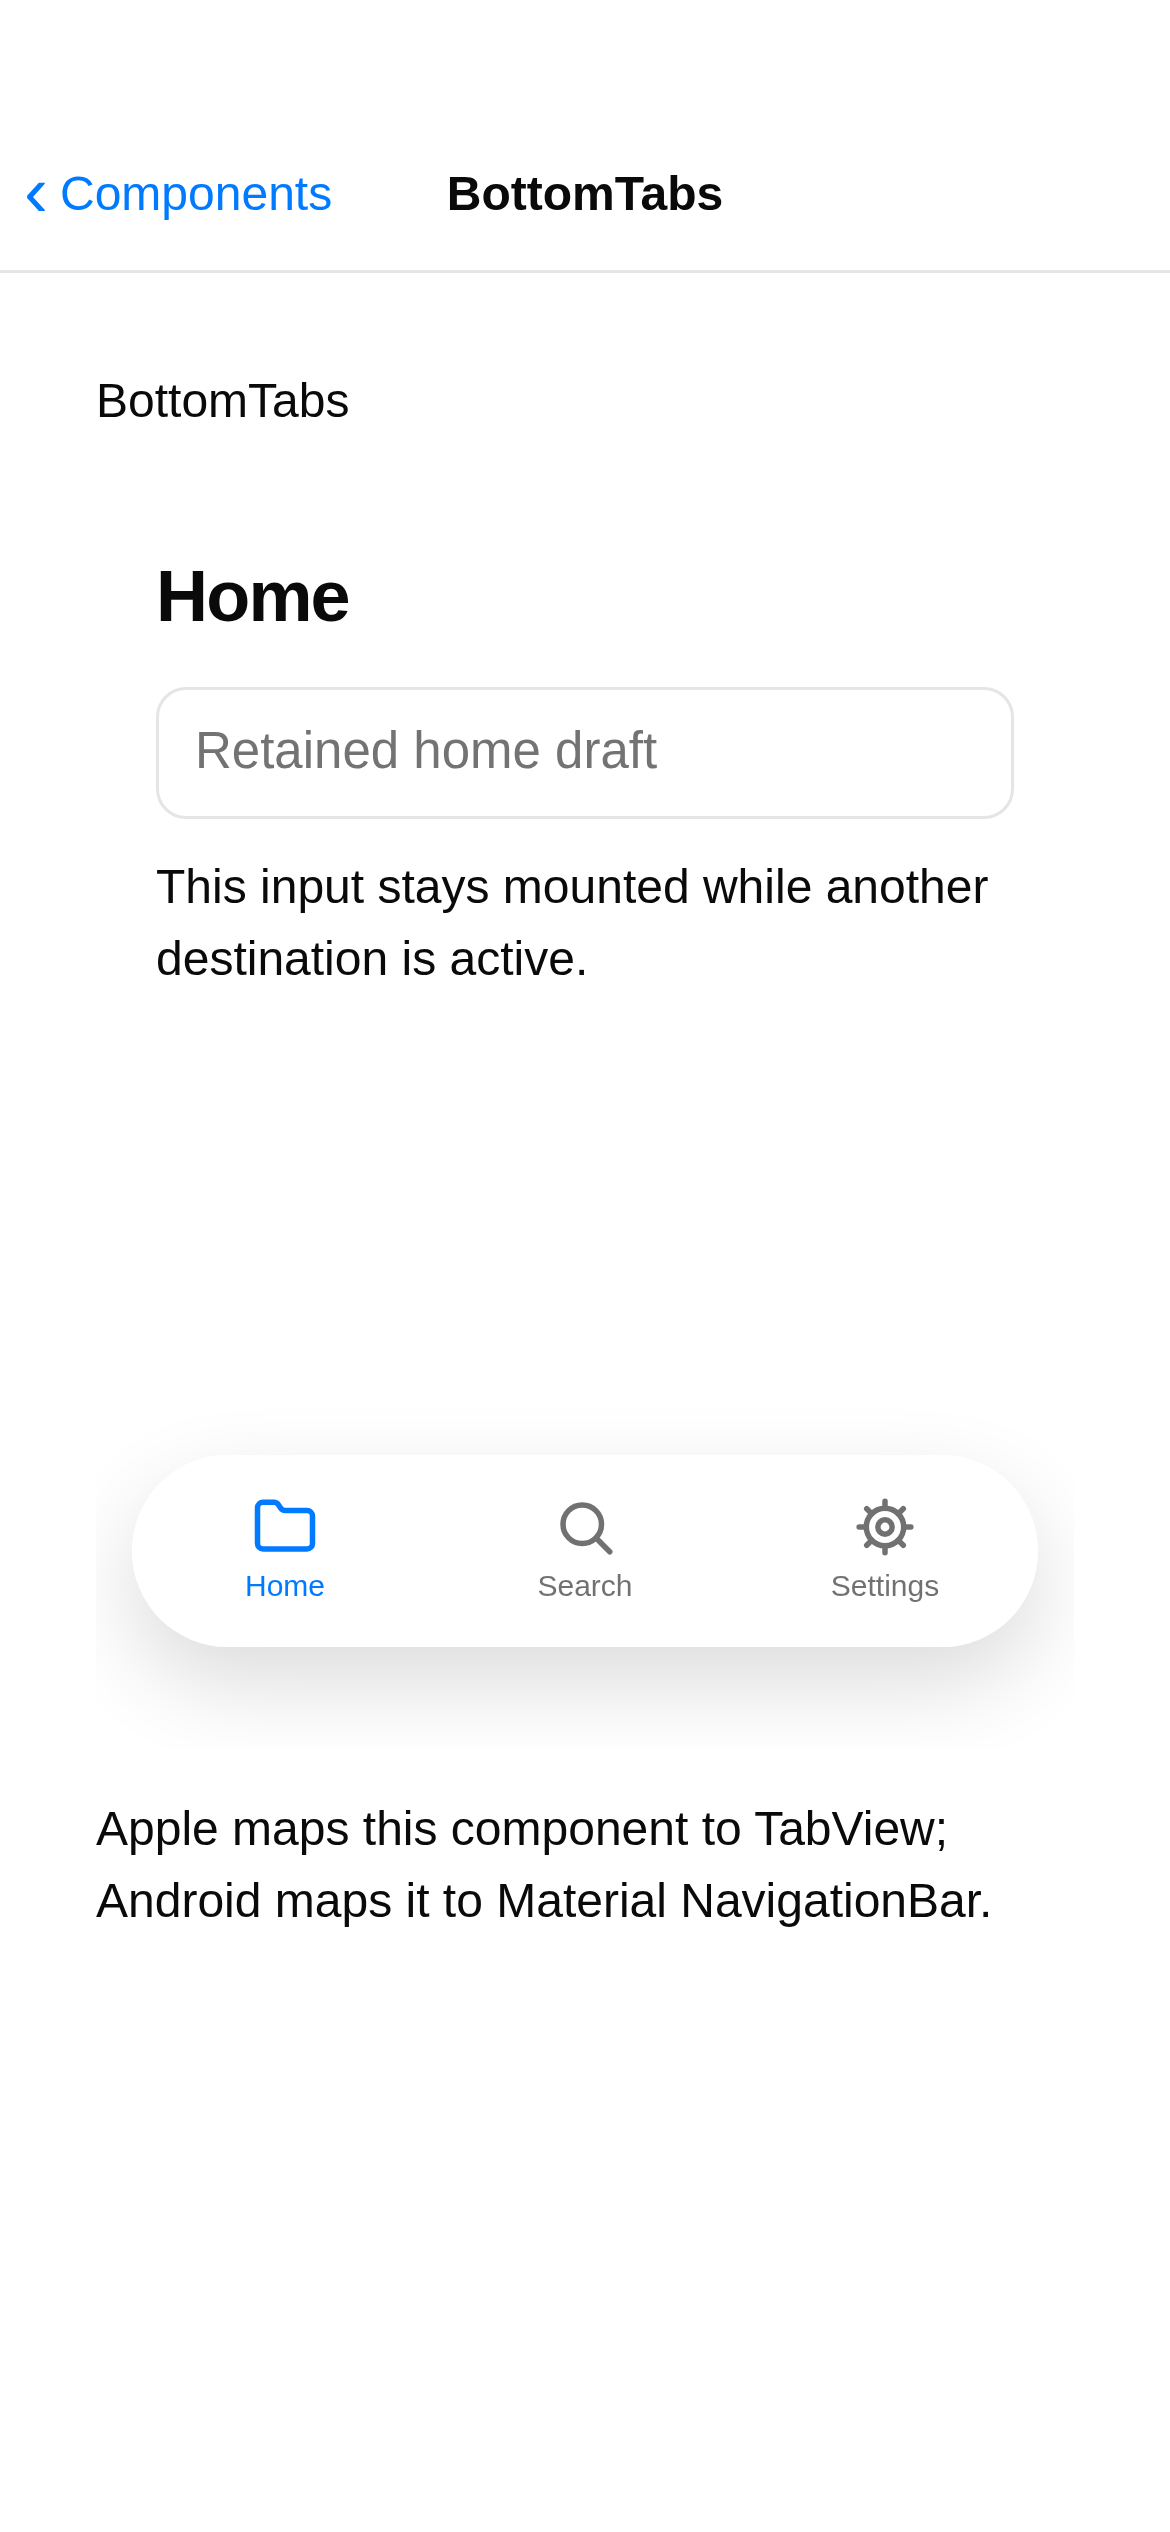 Components
BottomTabs
BottomTabs
Home
Retained home draft
This input stays mounted while another
destination is active.
Home
Search
Settings
Apple maps this component to TabView;
Android maps it to Material NavigationBar.